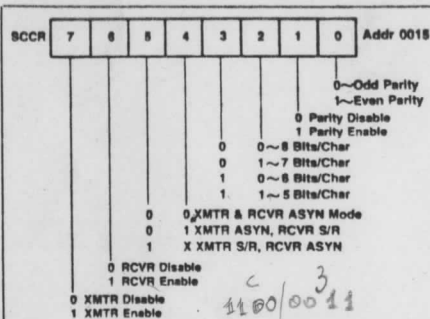 SCCR 7 6 5 4 3 2 1 0 Addr 0015
0~Odd Parity
1~Even Parity
0 Parity Disable
1 Parity Enable
0 0~8 Bits/Char
0 1~7 Bits/Char
1 0~6 Bits/Char
1 1~5 Bits/Char
0 0 XMTR & RCVR ASYN Mode
0 1 XMTR ASYN, RCVR S/R
1 X XMTR S/R, RCVR ASYN
0 RCVR Disable
1 RCVR Enable
C 3
1100/0011
0 XMTR Disable
1 XMTR Enable